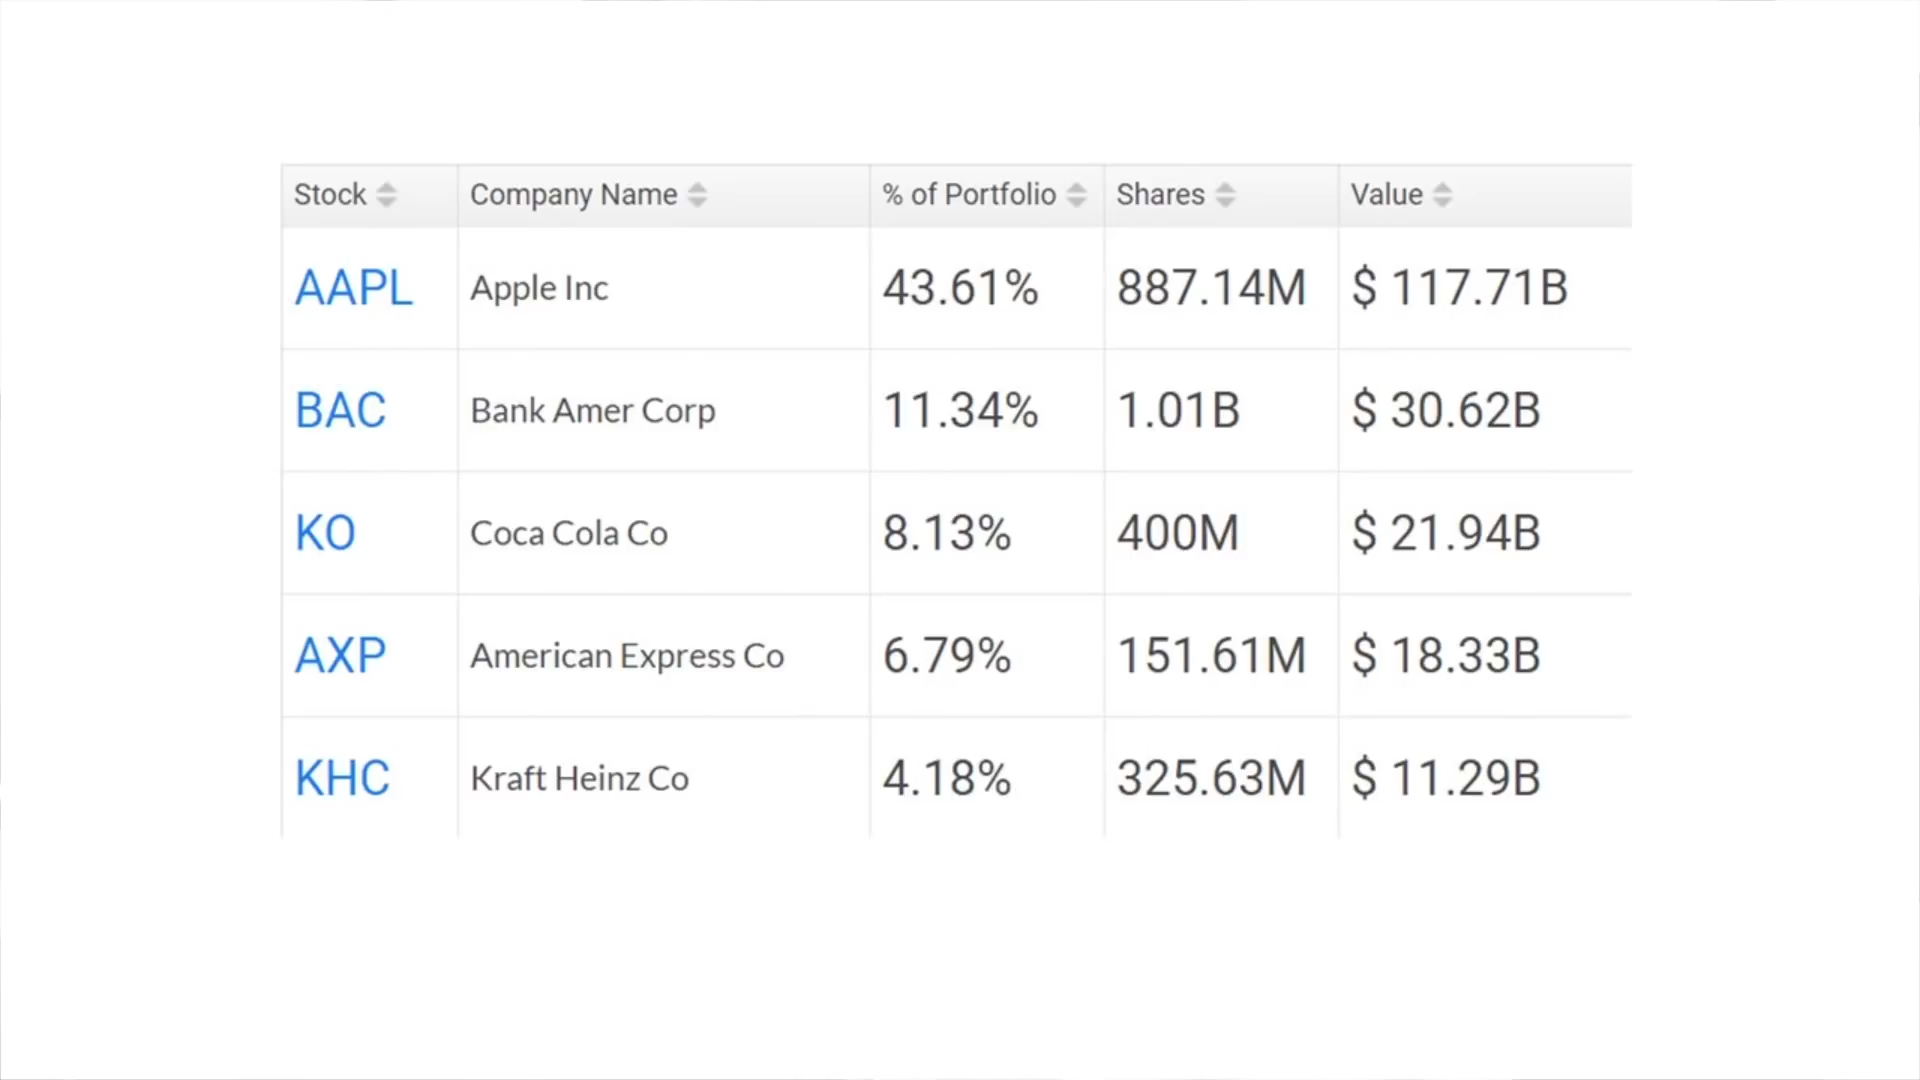 Stock Company Name % of Portfolio Shares Value
AAPL Apple Inc 43.61% 887.14M $ 117.71B
BAC Bank Amer Corp 11.34% 1.01B $ 30.62B
KO Coca Cola Co 8.13% 400M $ 21.94B
AXP American Express Co 6.79% 151.61M $ 18.33B
KHC Kraft Heinz Co 4.18% 325.63M $ 11.29B